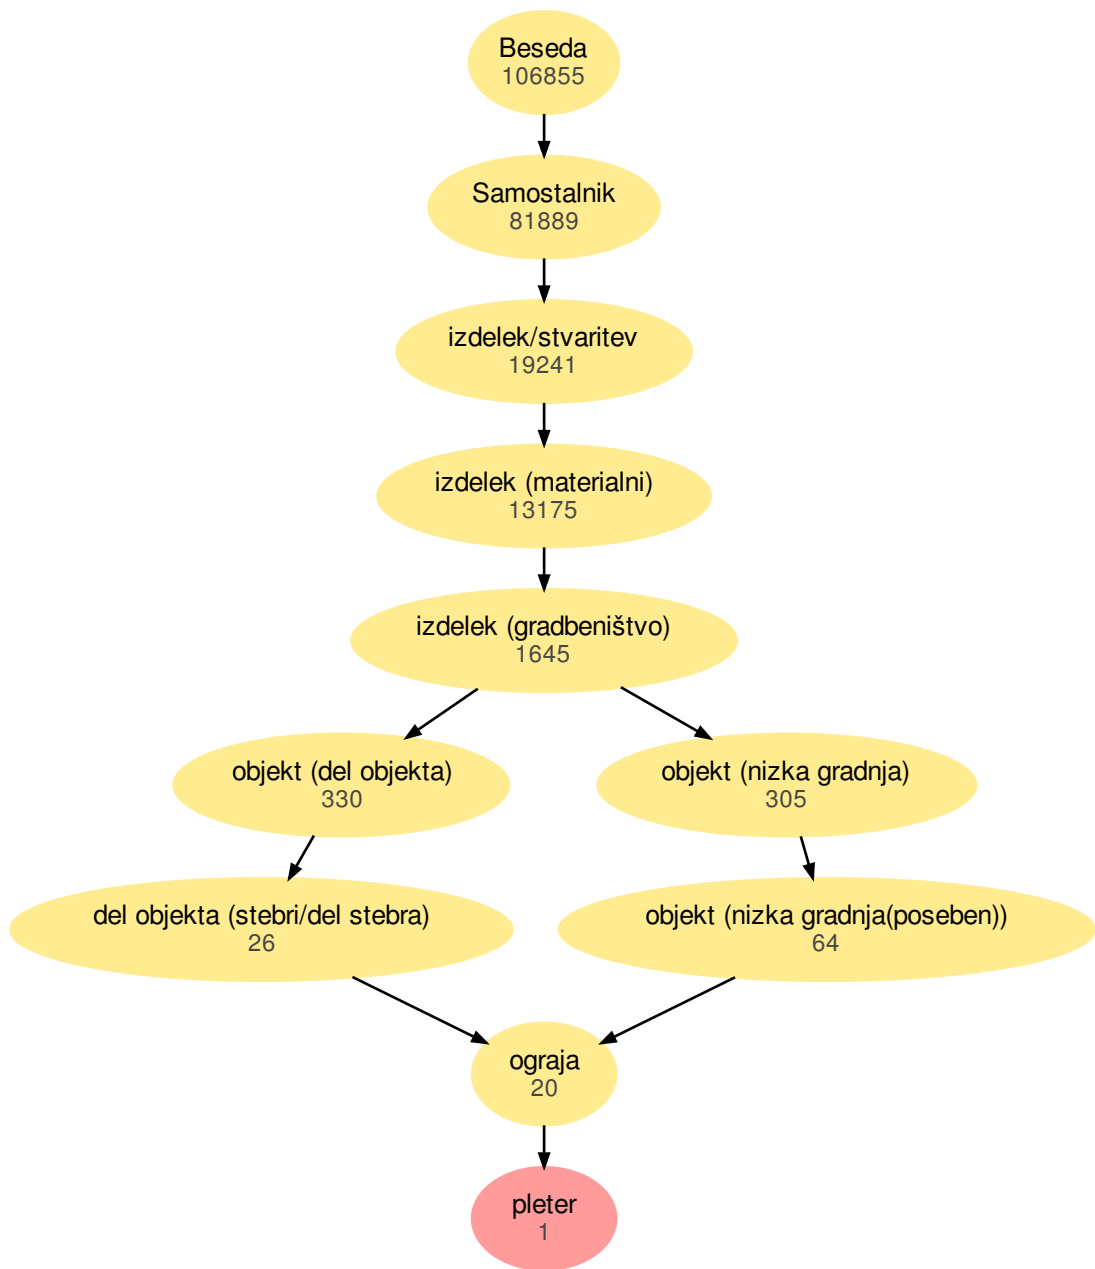 Beseda
106855
Samostalnik
81889
izdelek/stvaritev
19241
izdelek (materialni)
13175
izdelek (gradbeništvo)
1645
objekt (del objekta)
330
objekt (nizka gradnja)
305
del objekta (stebri/del stebra)
26
objekt (nizka gradnja(poseben))
64
ograja
20
pleter
1